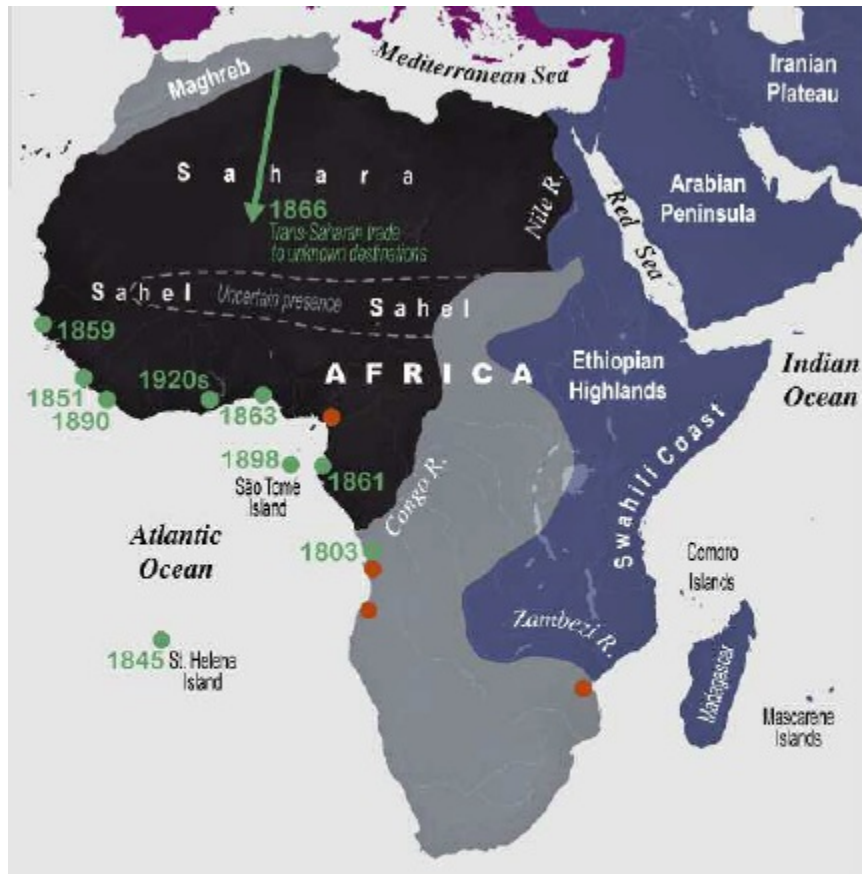 Mediterranean Sea
Iranian
Plateau
Maghreb
Sahara
Nile R.
Red Sea
Arabian
Peninsula
1866
Trans-Saharan trade
to unknown destinations
Sahel
Uncertain presence
Sahel
1859
AFRICA
Ethiopian
Highlands
Indian
Ocean
1851
1890
1920s
1863
1898
São Tomé
Island
1861
Congo R.
Swahili Coast
Atlantic
Ocean
1803
Comoro
Islands
Zambezi R.
1845
St. Helena
Island
Madagascar
Mascarene
Islands